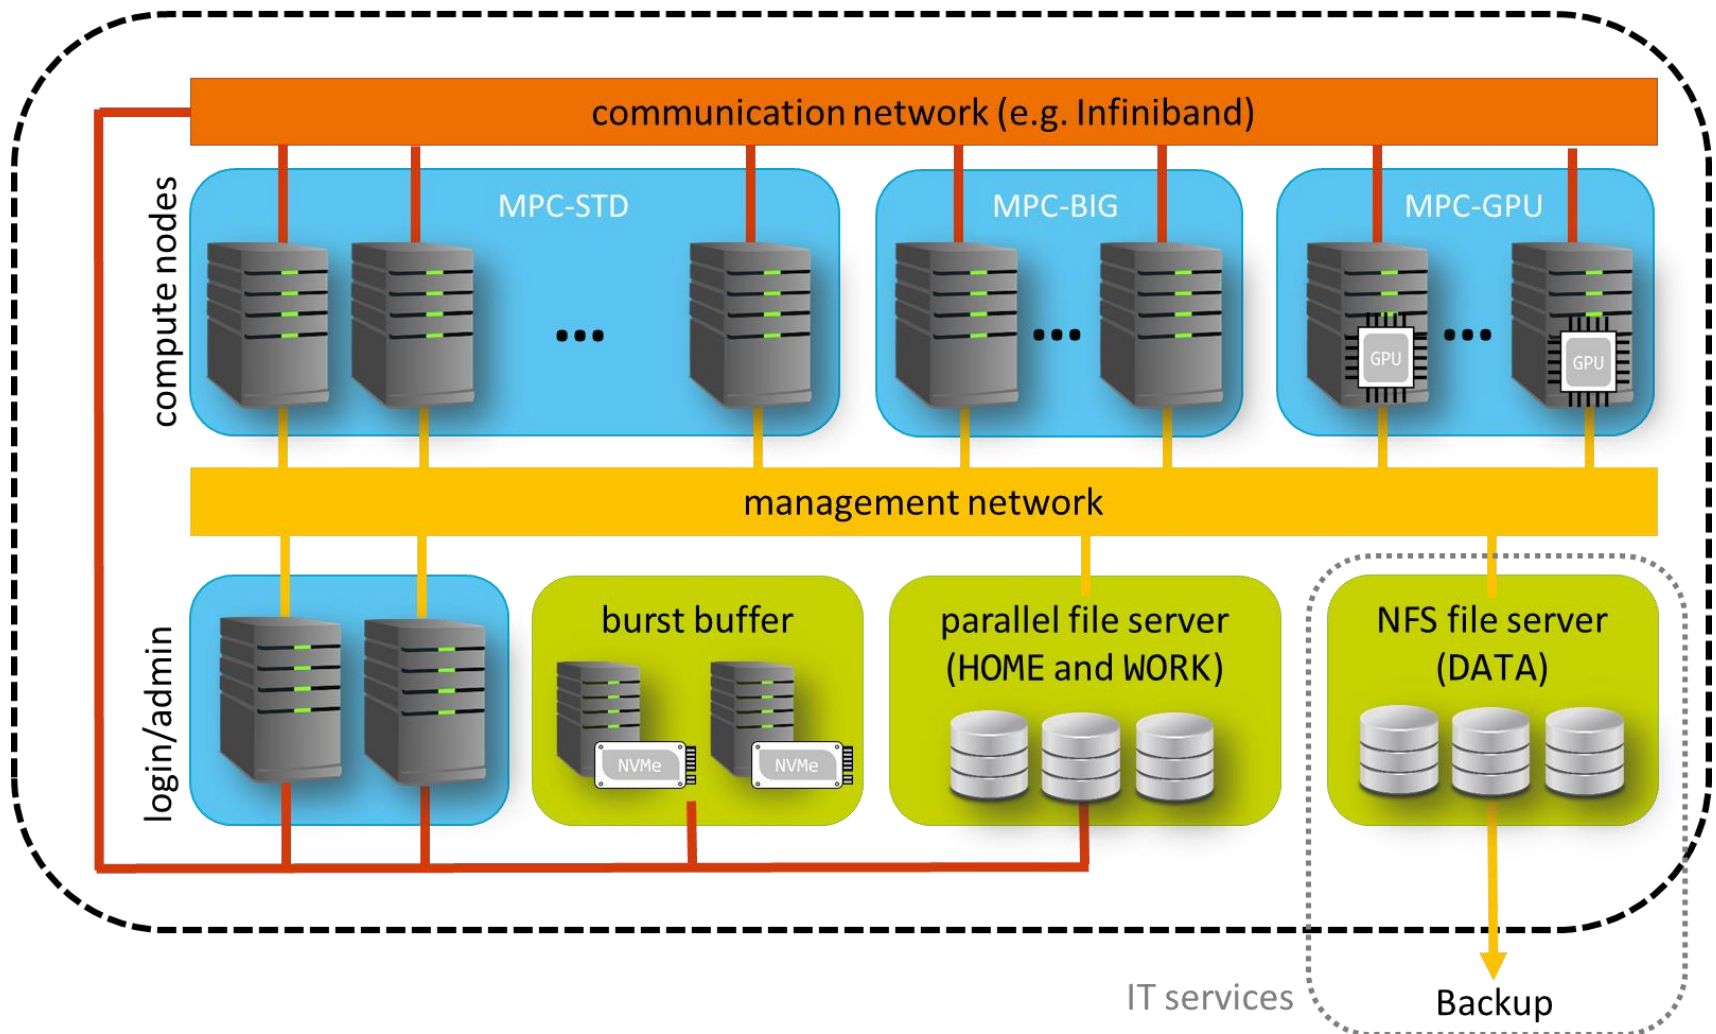 communication network (e.g. Infiniband)
compute nodes
MPC-STD
MPC-BIG
MPC-GPU
GPU
GPU
management network
login/admin
burst buffer
NVMe
NVMe
parallel file server
(HOME and WORK)
NFS file server
(DATA)
IT services
Backup